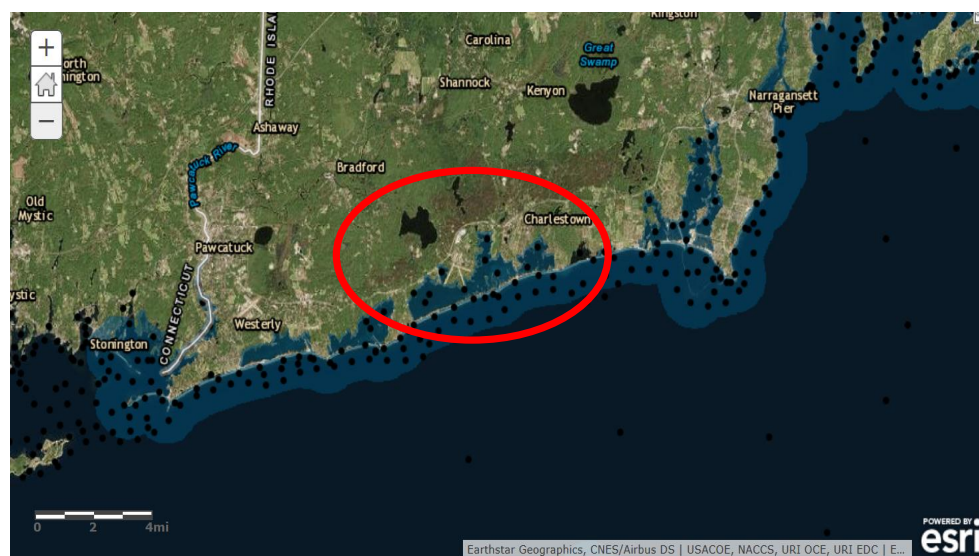 Kingston
Carolina
Great
Swamp
orth
nington
Shannock
Kenyon
RHODE ISLA
Narragansett
Pier
Ashaway
Pawcatuck River
Bradford
Old
Mystic
Charlestown
Pawcatuck
CONNECTICUT
ystic
Westerly
Stonington
0 2 4mi
POWERED BY
esri
Earthstar Geographics, CNES/Airbus DS | USACOE, NACCS, URI OCE, URI EDC | E...